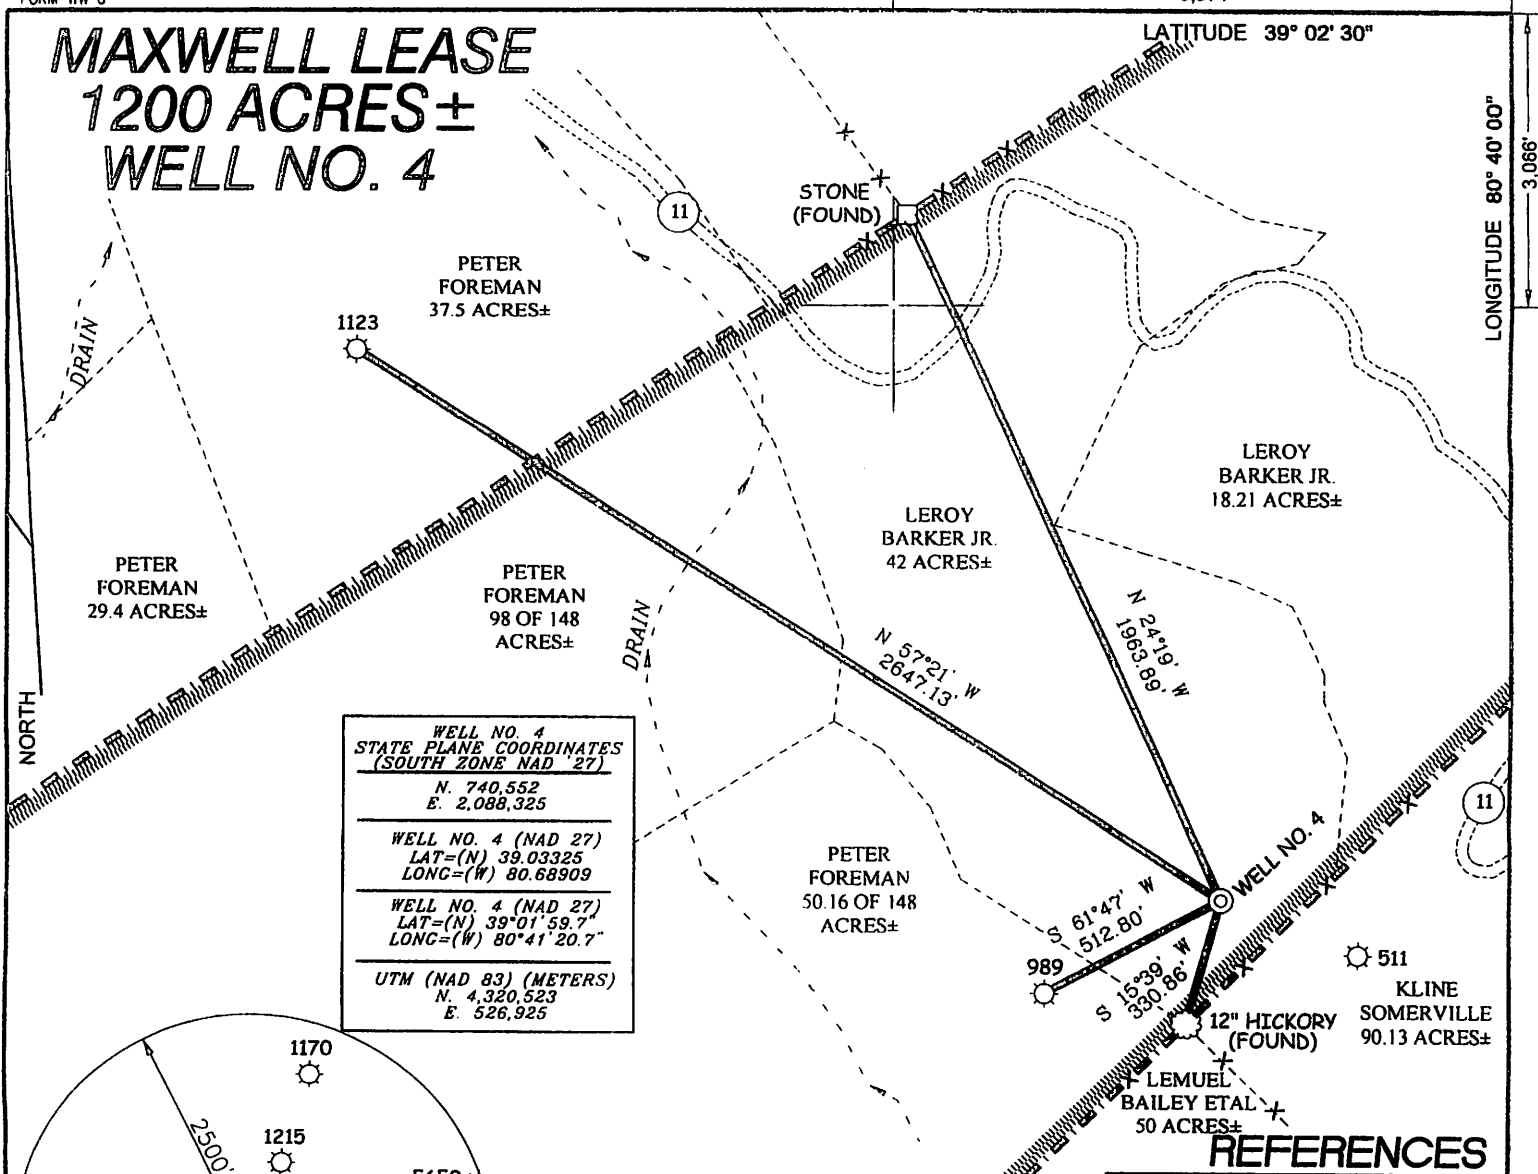 LATITUDE 39° 02' 30"
MAXWELL LEASE
1200 ACRES±
WELL NO. 4
LONGITUDE 80° 40' 00"
3,066'
STONE
(FOUND)
11
PETER
FOREMAN
37.5 ACRES±
1123
DRAIN
LEROY
BARKER JR.
18.21 ACRES±
LEROY
BARKER JR.
42 ACRES±
PETER
FOREMAN
29.4 ACRES±
PETER
FOREMAN
98 OF 148
ACRES±
DRAIN
N 24°19' W
1963.89'
N 57°21' W
2647.13'
NORTH
WELL NO. 4
STATE PLANE COORDINATES
(SOUTH ZONE NAD '27)
N. 740,552
E. 2,088,325
WELL NO. 4 (NAD 27)
LAT=(N) 39.03325
LONG=(W) 80.68909
WELL NO. 4 (NAD 27)
LAT=(N) 39°01'59.7"
LONG=(W) 80°41'20.7"
UTM (NAD 83) (METERS)
N. 4,320,523
E. 526,925
11
WELL NO. 4
PETER
FOREMAN
50.16 OF 148
ACRES±
S 61°47' W
512.80'
989
S 15°39' W
330.86'
511
KLINE
SOMERVILLE
90.13 ACRES±
12" HICKORY
(FOUND)
LEMUEL
BAILEY ETAL
50 ACRES±
1170
1215
2500'
REFERENCES